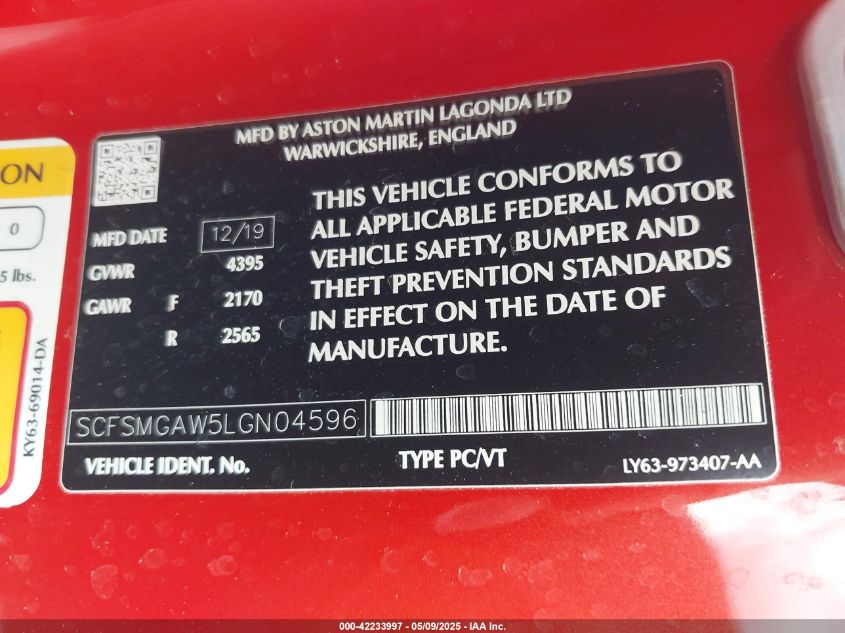 MFD BY ASTON MARTIN LAGONDA LTD
WARWICKSHIRE, ENGLAND
ON
0
5 lbs.
KY63-69014-DA
MFD DATE 12/19
GVWR 4395
GAWR F 2170
R 2565
THIS VEHICLE CONFORMS TO
ALL APPLICABLE FEDERAL MOTOR
VEHICLE SAFETY, BUMPER AND
THEFT PREVENTION STANDARDS
IN EFFECT ON THE DATE OF
MANUFACTURE.
SCFSMGAW5LGN04596
VEHICLE IDENT. No.
TYPE PC/VT
LY63-973407-AA
000-42233997 - 05/09/2025 - IAA Inc.